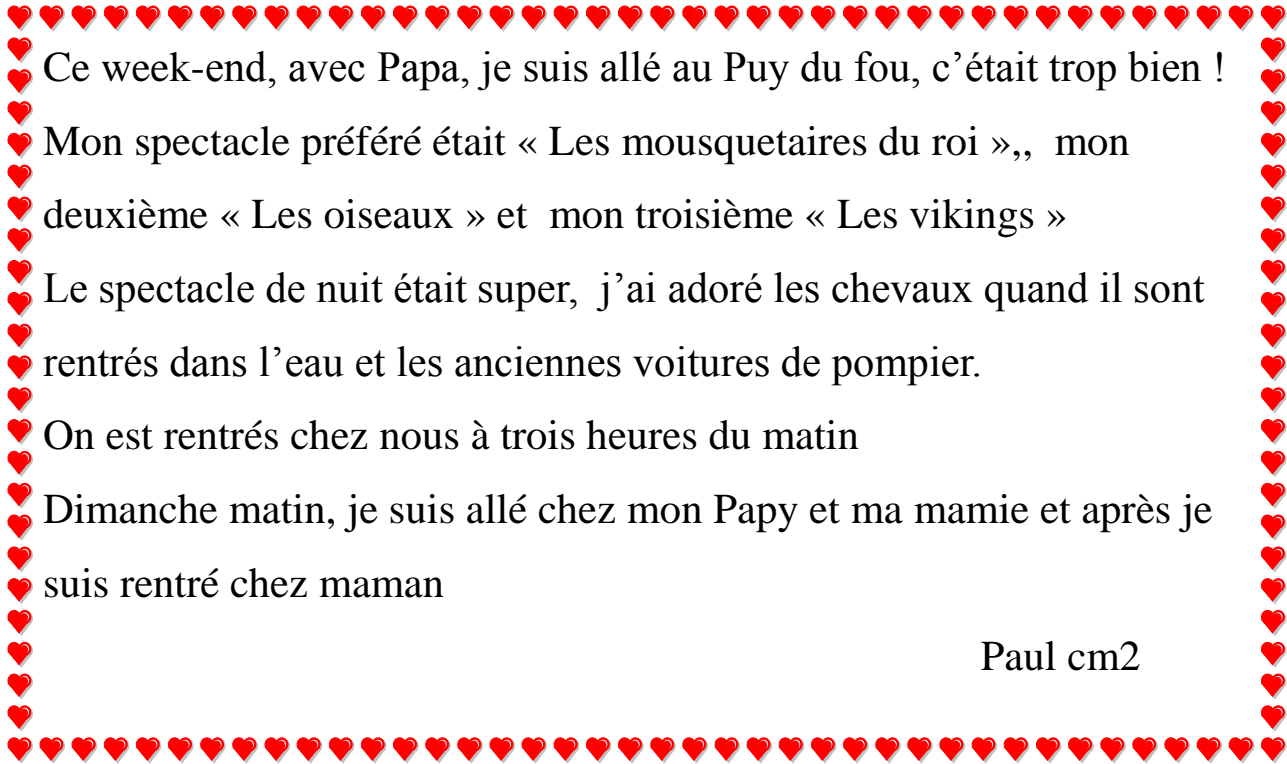 Ce week-end, avec Papa, je suis allé au Puy du fou, c’était trop bien !
Mon spectacle préféré était « Les mousquetaires du roi »,,  mon
deuxième « Les oiseaux » et  mon troisième « Les vikings »
Le spectacle de nuit était super,  j’ai adoré les chevaux quand il sont
rentrés dans l’eau et les anciennes voitures de pompier.
On est rentrés chez nous à trois heures du matin
Dimanche matin, je suis allé chez mon Papy et ma mamie et après je
suis rentré chez maman
Paul cm2